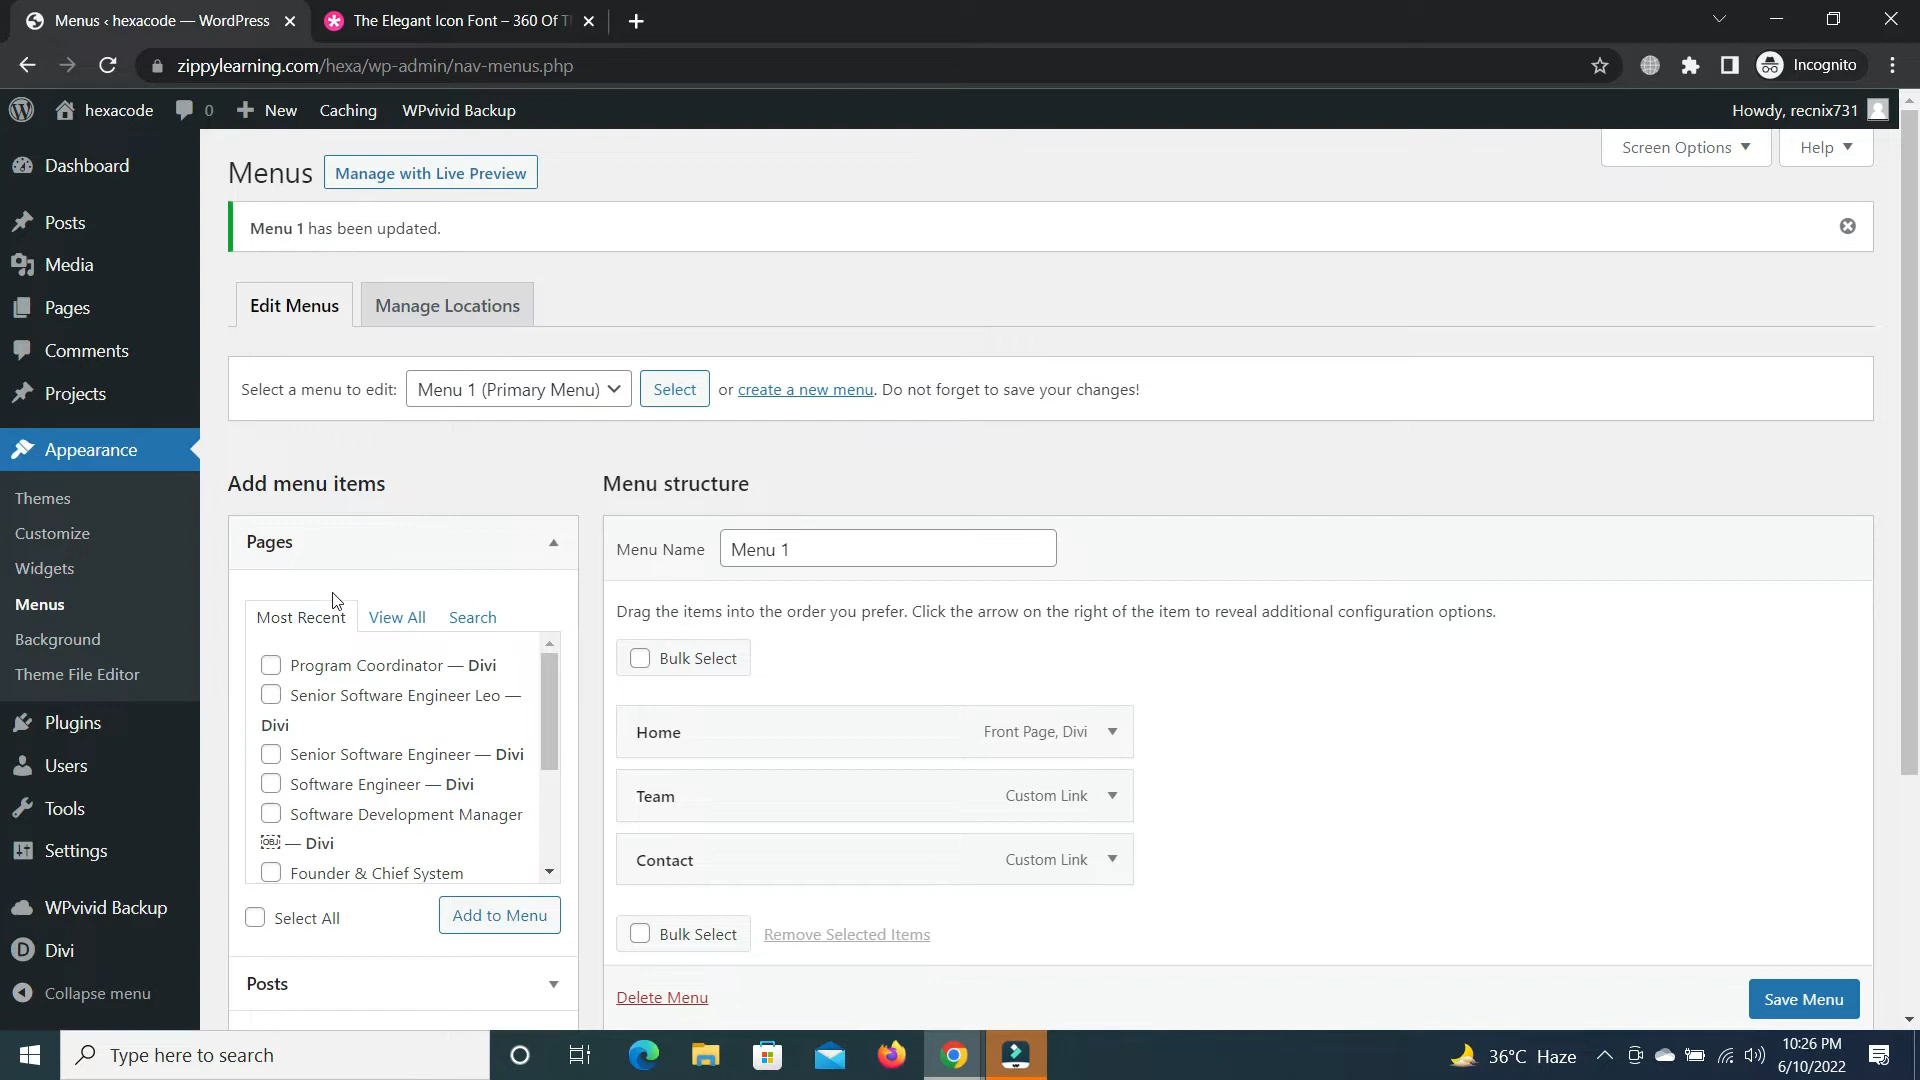 Menus ‹ hexacode — WordPress
The Elegant Icon Font – 360 Of T
zippylearning.com/hexa/wp-admin/nav-menus.php
Incognito
hexacode
0
New
Caching
WPvivid Backup
Howdy, recnix731
Dashboard
Posts
Media
Pages
Comments
Projects
Appearance
Themes
Customize
Widgets
Menus
Background
Theme File Editor
Plugins
Users
Tools
Settings
WPvivid Backup
Divi
Collapse menu
Screen Options
Help
Menus
Manage with Live Preview
Menu 1 has been updated.
Edit Menus
Manage Locations
Select a menu to edit: Menu 1 (Primary Menu) Select or create a new menu. Do not forget to save your changes!
Add menu items
Pages
Most Recent View All Search
Program Coordinator — Divi
Senior Software Engineer Leo —
Divi
Senior Software Engineer — Divi
Software Engineer — Divi
Software Development Manager
OBJ — Divi
Founder & Chief System
Select All
Add to Menu
Posts
Menu structure
Menu Name Menu 1
Drag the items into the order you prefer. Click the arrow on the right of the item to reveal additional configuration options.
Bulk Select
Home Front Page, Divi
Team Custom Link
Contact Custom Link
Bulk Select Remove Selected Items
Delete Menu
Save Menu
Type here to search
36°C Haze
10:26 PM
6/10/2022